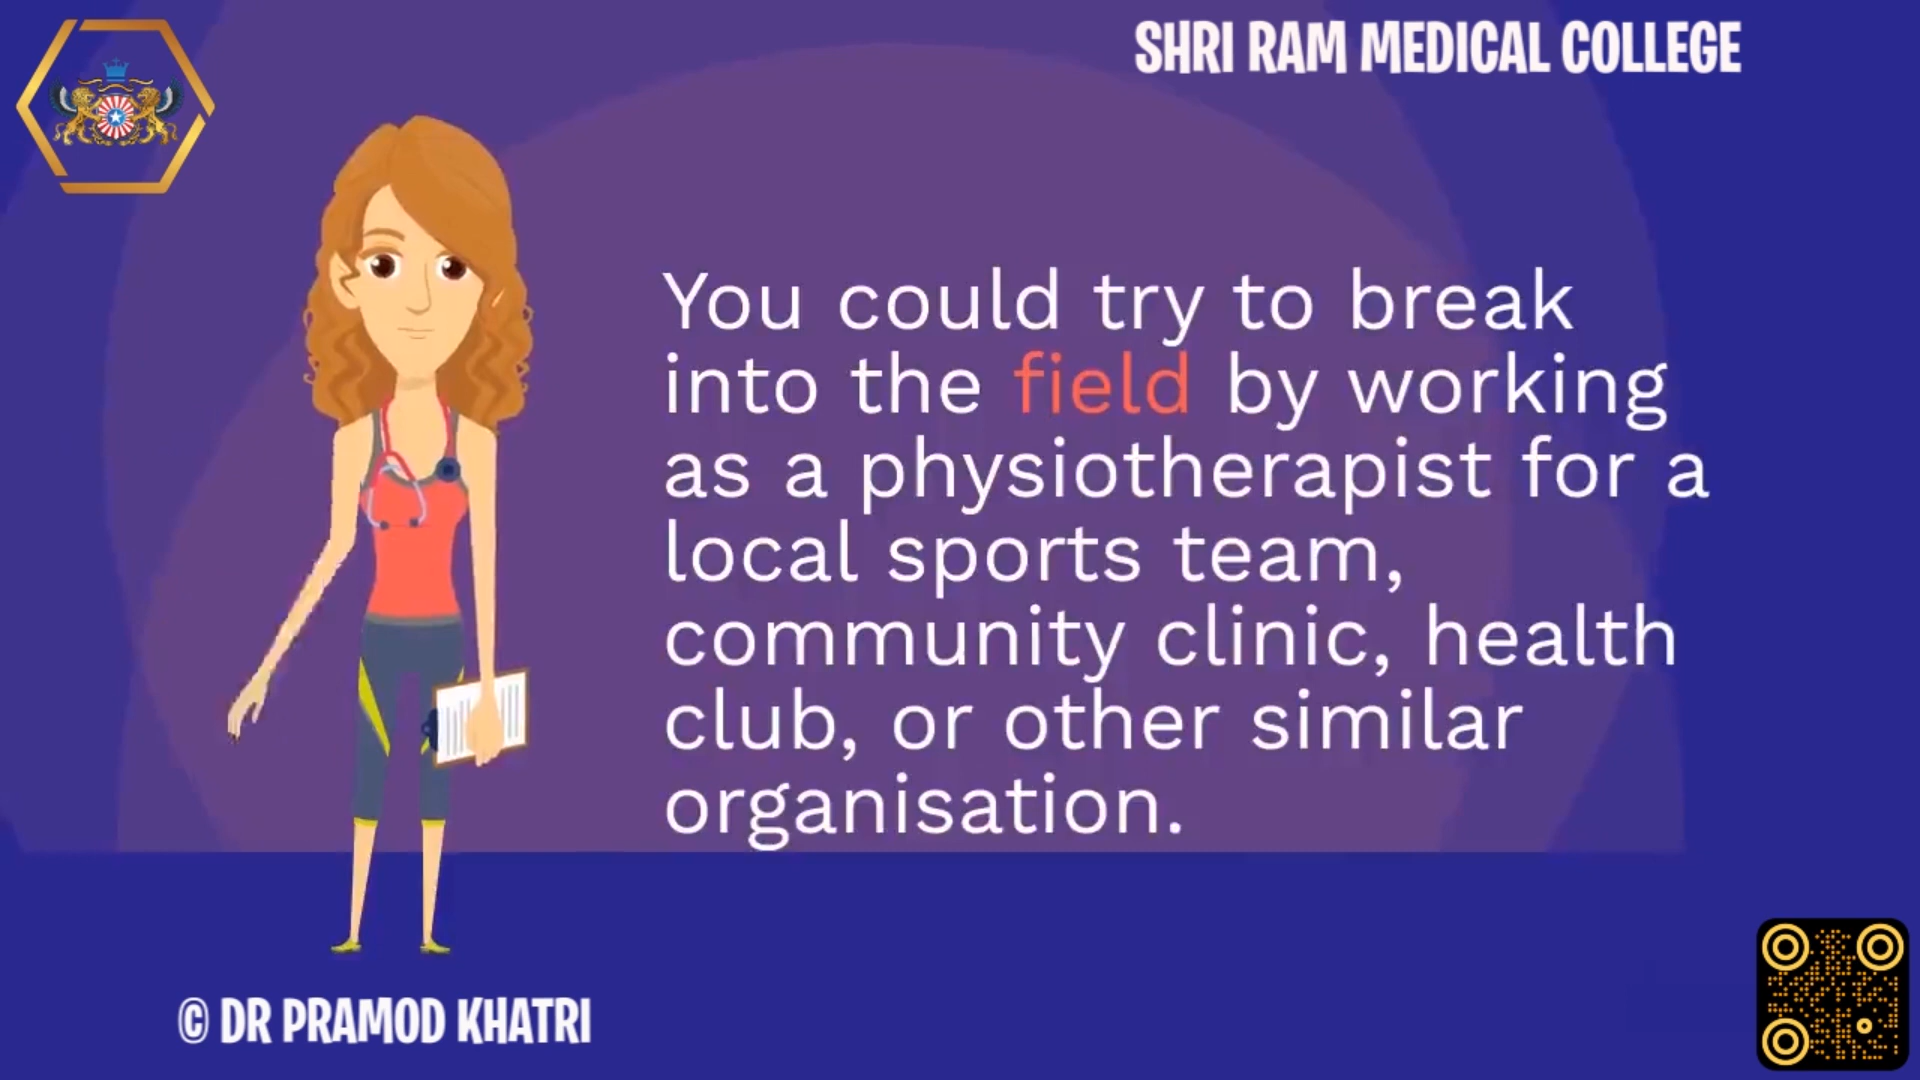 SHRI RAM MEDICAL COLLEGE
You could try to break
into the field by working
as a physiotherapist for a
local sports team,
community clinic, health
club, or other similar
organisation.
© DR PRAMOD KHATRI